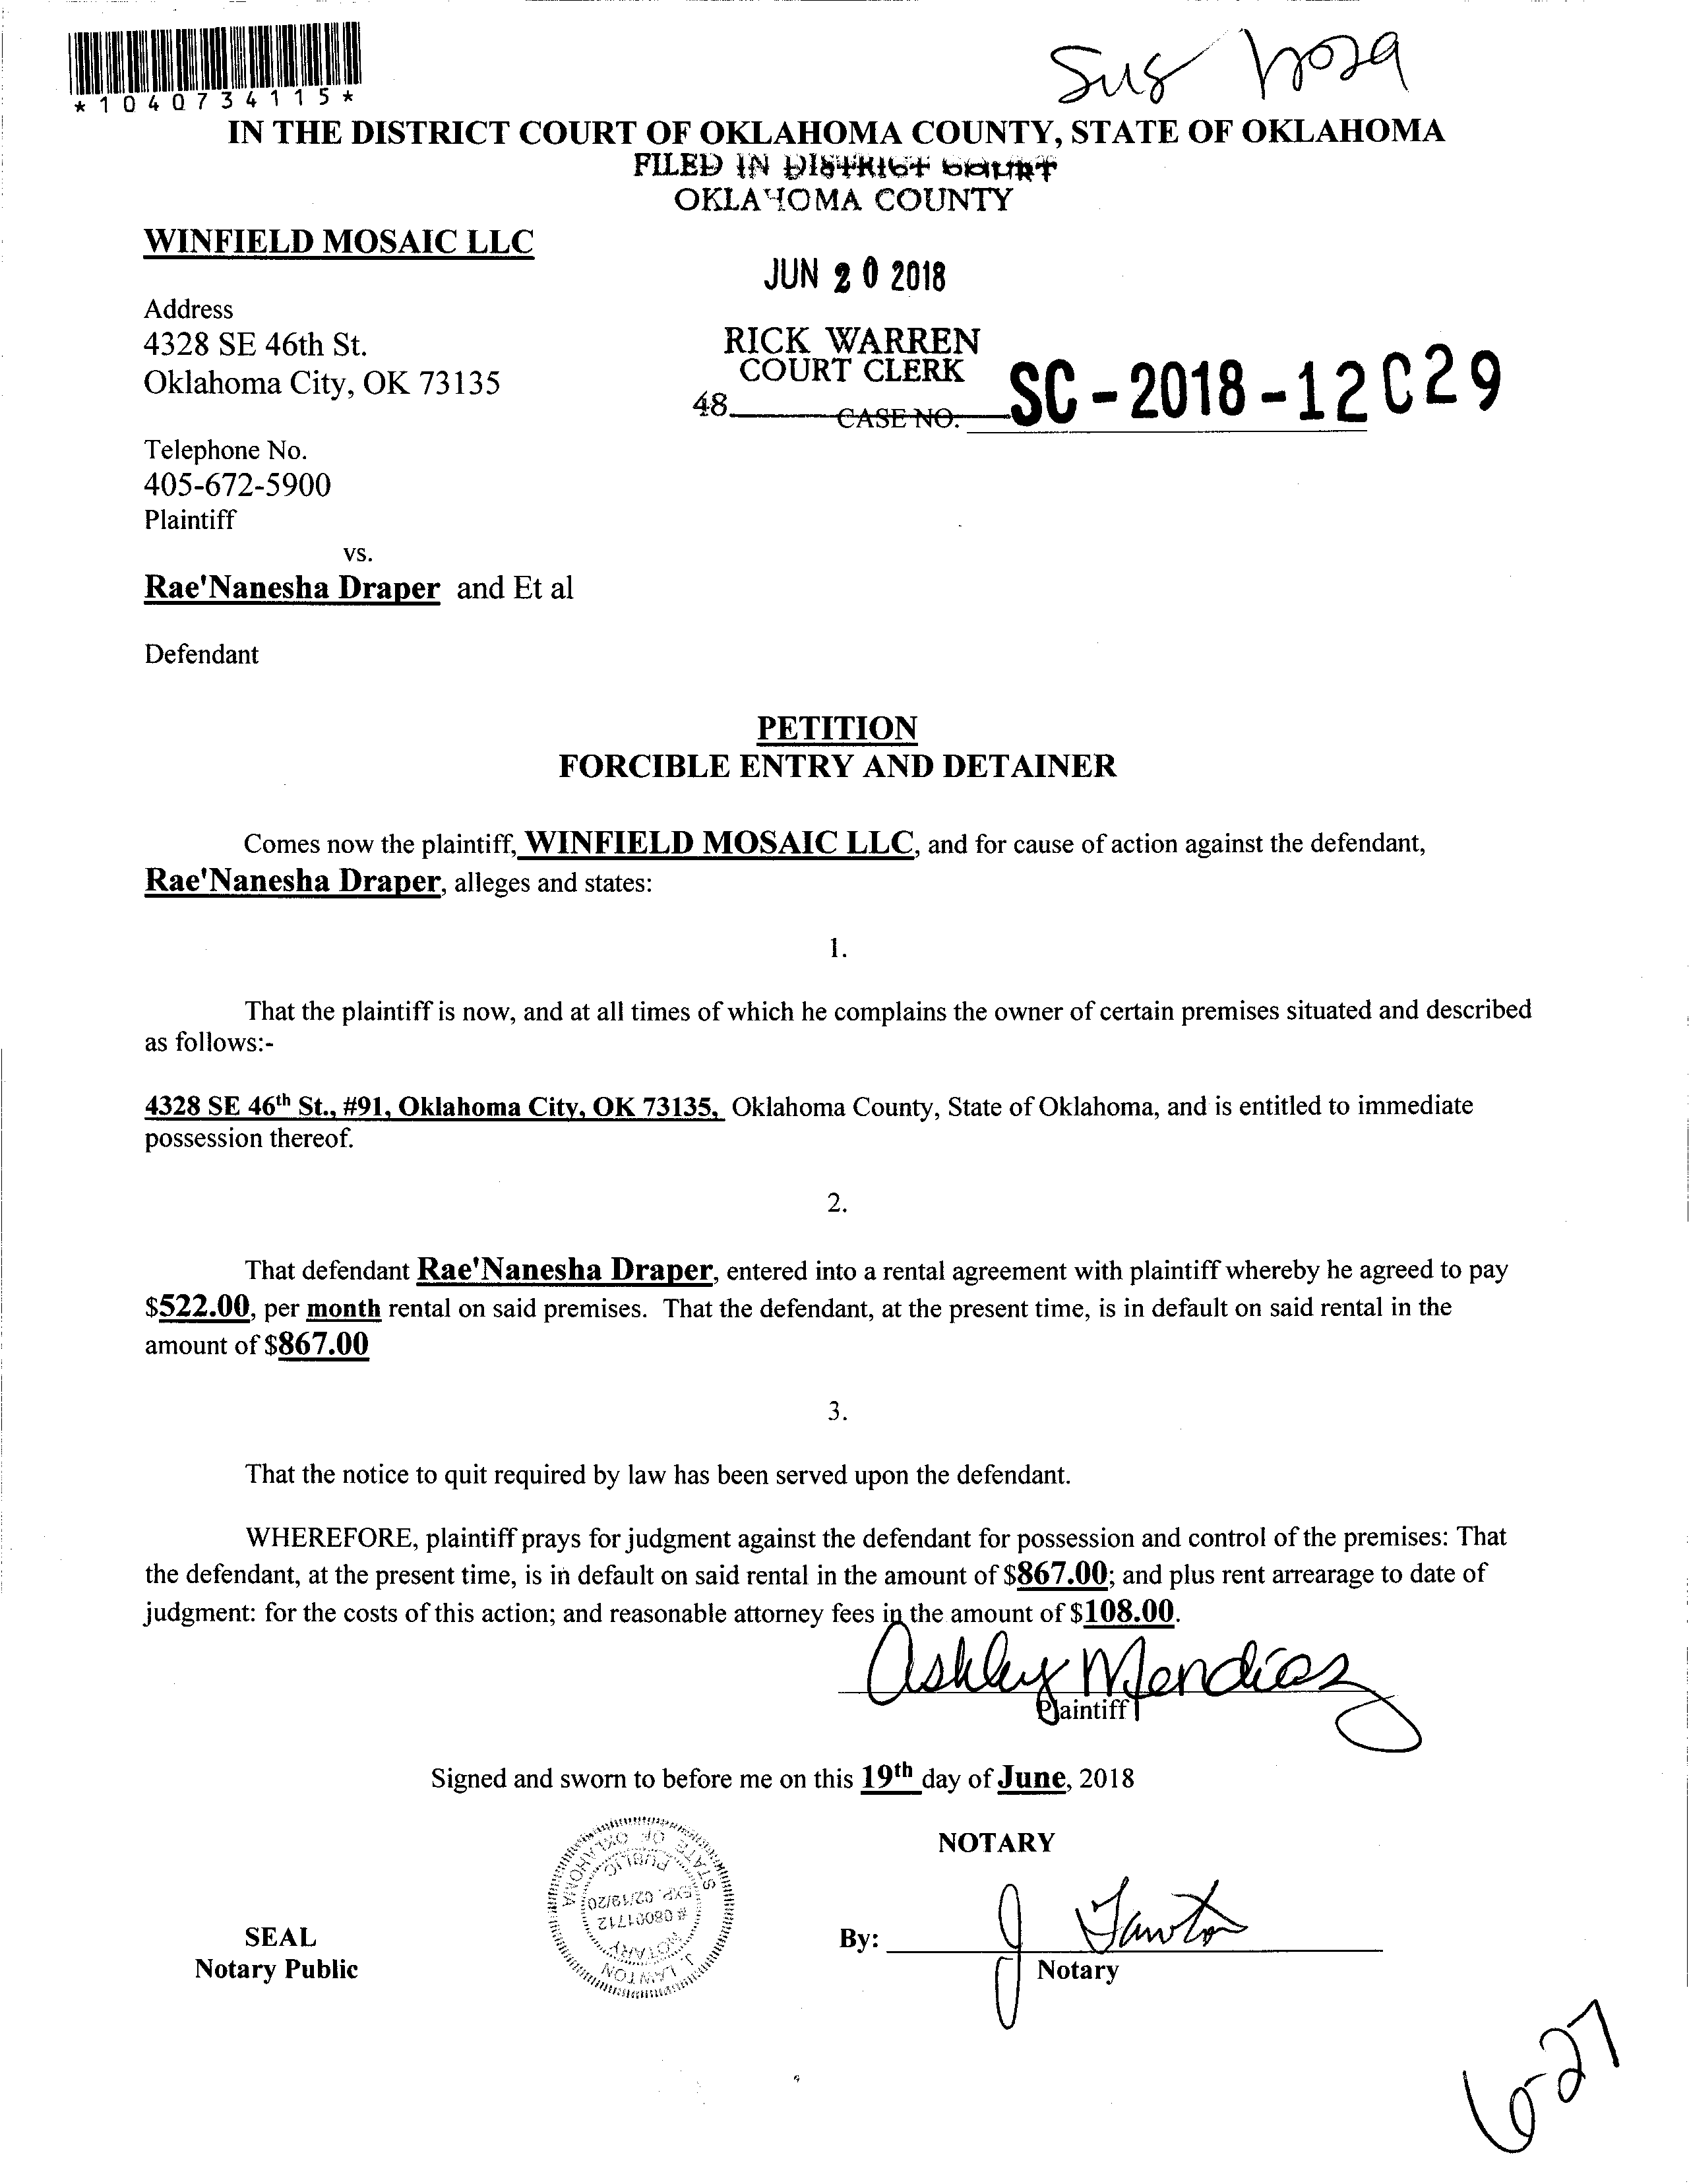 *1040734115*
IN THE DISTRICT COURT OF OKLAHOMA COUNTY, STATE OF OKLAHOMA
FILED IN DISTRICT COURT
OKLAHOMA COUNTY
WINFIELD MOSAIC LLC
JUN 20 2018
Address
4328 SE 46th St.
RICK WARREN
Oklahoma City, OK 73135
COURT CLERK
48 CASE NO. SC-2018-12029
Telephone No.
405-672-5900
Plaintiff
vs.
Rae'Nanesha Draper and Et al
Defendant
PETITION
FORCIBLE ENTRY AND DETAINER
Comes now the plaintiff, WINFIELD MOSAIC LLC, and for cause of action against the defendant,
Rae'Nanesha Draper, alleges and states:
1.
That the plaintiff is now, and at all times of which he complains the owner of certain premises situated and described
as follows:-
4328 SE 46th St., #91, Oklahoma City, OK 73135, Oklahoma County, State of Oklahoma, and is entitled to immediate
possession thereof.
2.
That defendant Rae'Nanesha Draper, entered into a rental agreement with plaintiff whereby he agreed to pay
$522.00, per month rental on said premises. That the defendant, at the present time, is in default on said rental in the
amount of $867.00
3.
That the notice to quit required by law has been served upon the defendant.
WHEREFORE, plaintiff prays for judgment against the defendant for possession and control of the premises: That
the defendant, at the present time, is in default on said rental in the amount of $867.00; and plus rent arrearage to date of
judgment: for the costs of this action; and reasonable attorney fees in the amount of $108.00.
Ashley Mendias
Plaintiff
Signed and sworn to before me on this 19th day of June, 2018
NOTARY
J. LAWTON
NOTARY
# 08001712
EXP. 02/19/20
PUBLIC
STATE OF OKLAHOMA
SEAL
Notary Public
By: J Lawton
Notary
6-27